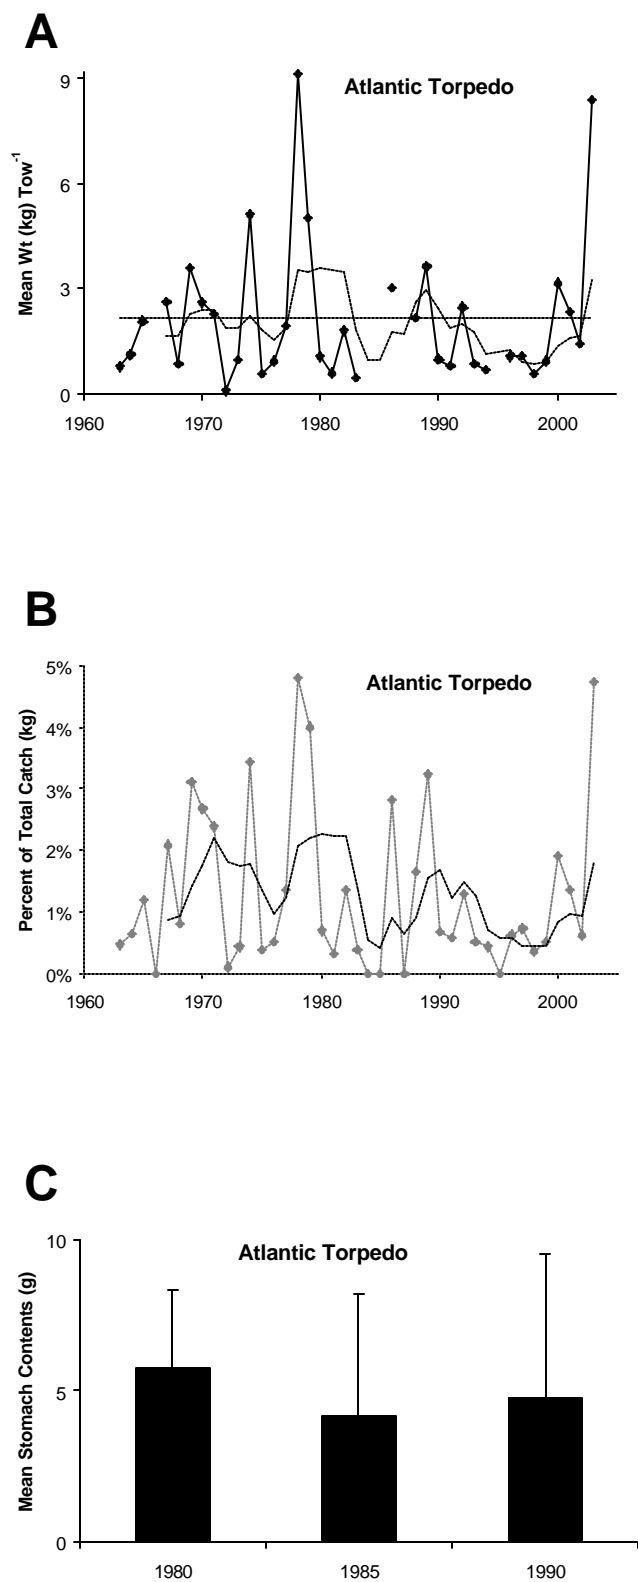 A
Atlantic Torpedo
Mean Wt (kg) Tow-1
9
6
3
0
1960 1970 1980 1990 2000
B
Atlantic Torpedo
Percent of Total Catch (kg)
5%
4%
3%
2%
1%
0%
1960 1970 1980 1990 2000
C
Atlantic Torpedo
Mean Stomach Contents (g)
10
5
0
1980 1985 1990